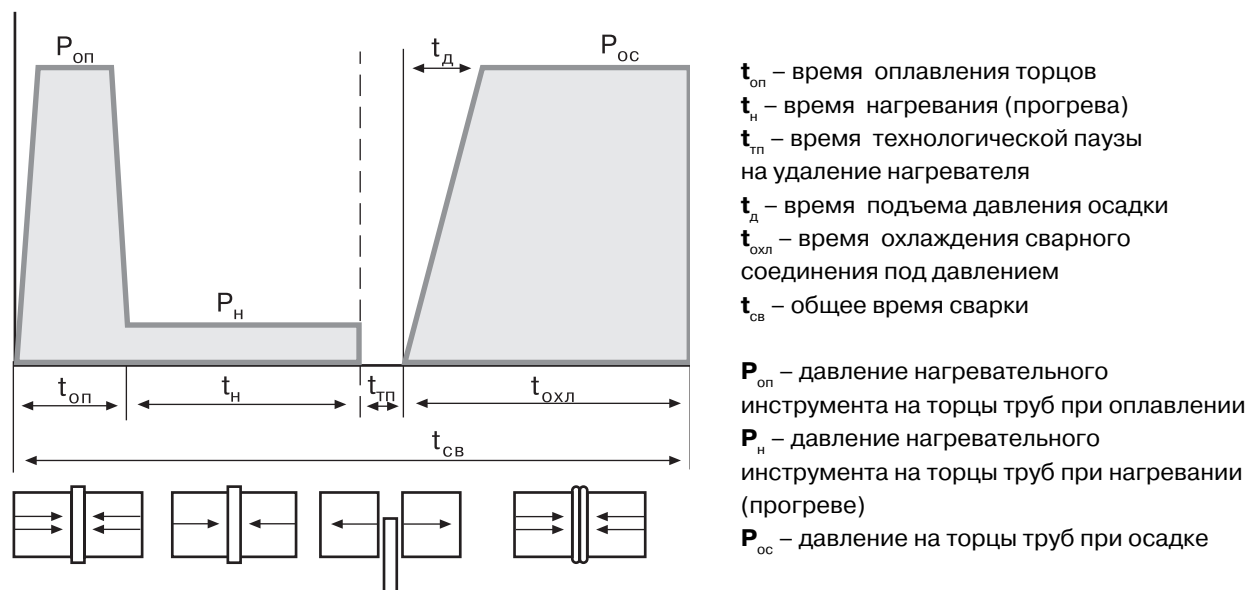 Pоп
tд
Pос
Pн
tоп
tн
tтп
tохл
tсв
tоп – время оплавления торцов
tн – время нагревания (прогрева)
tтп – время технологической паузы
на удаление нагревателя
tд – время подъема давления осадки
tохл – время охлаждения сварного
соединения под давлением
tсв – общее время сварки
Pоп – давление нагревательного
инструмента на торцы труб при оплавлении
Pн – давление нагревательного
инструмента на торцы труб при нагревании
(прогреве)
Pос – давление на торцы труб при осадке